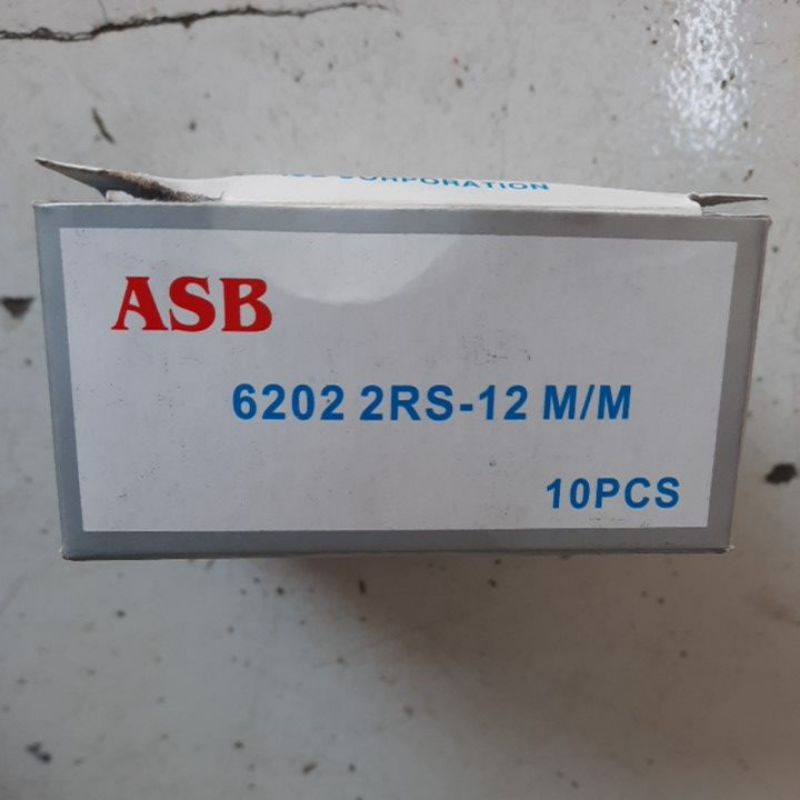 CORPORATION
ASB
6202 2RS-12 M/M
10PCS